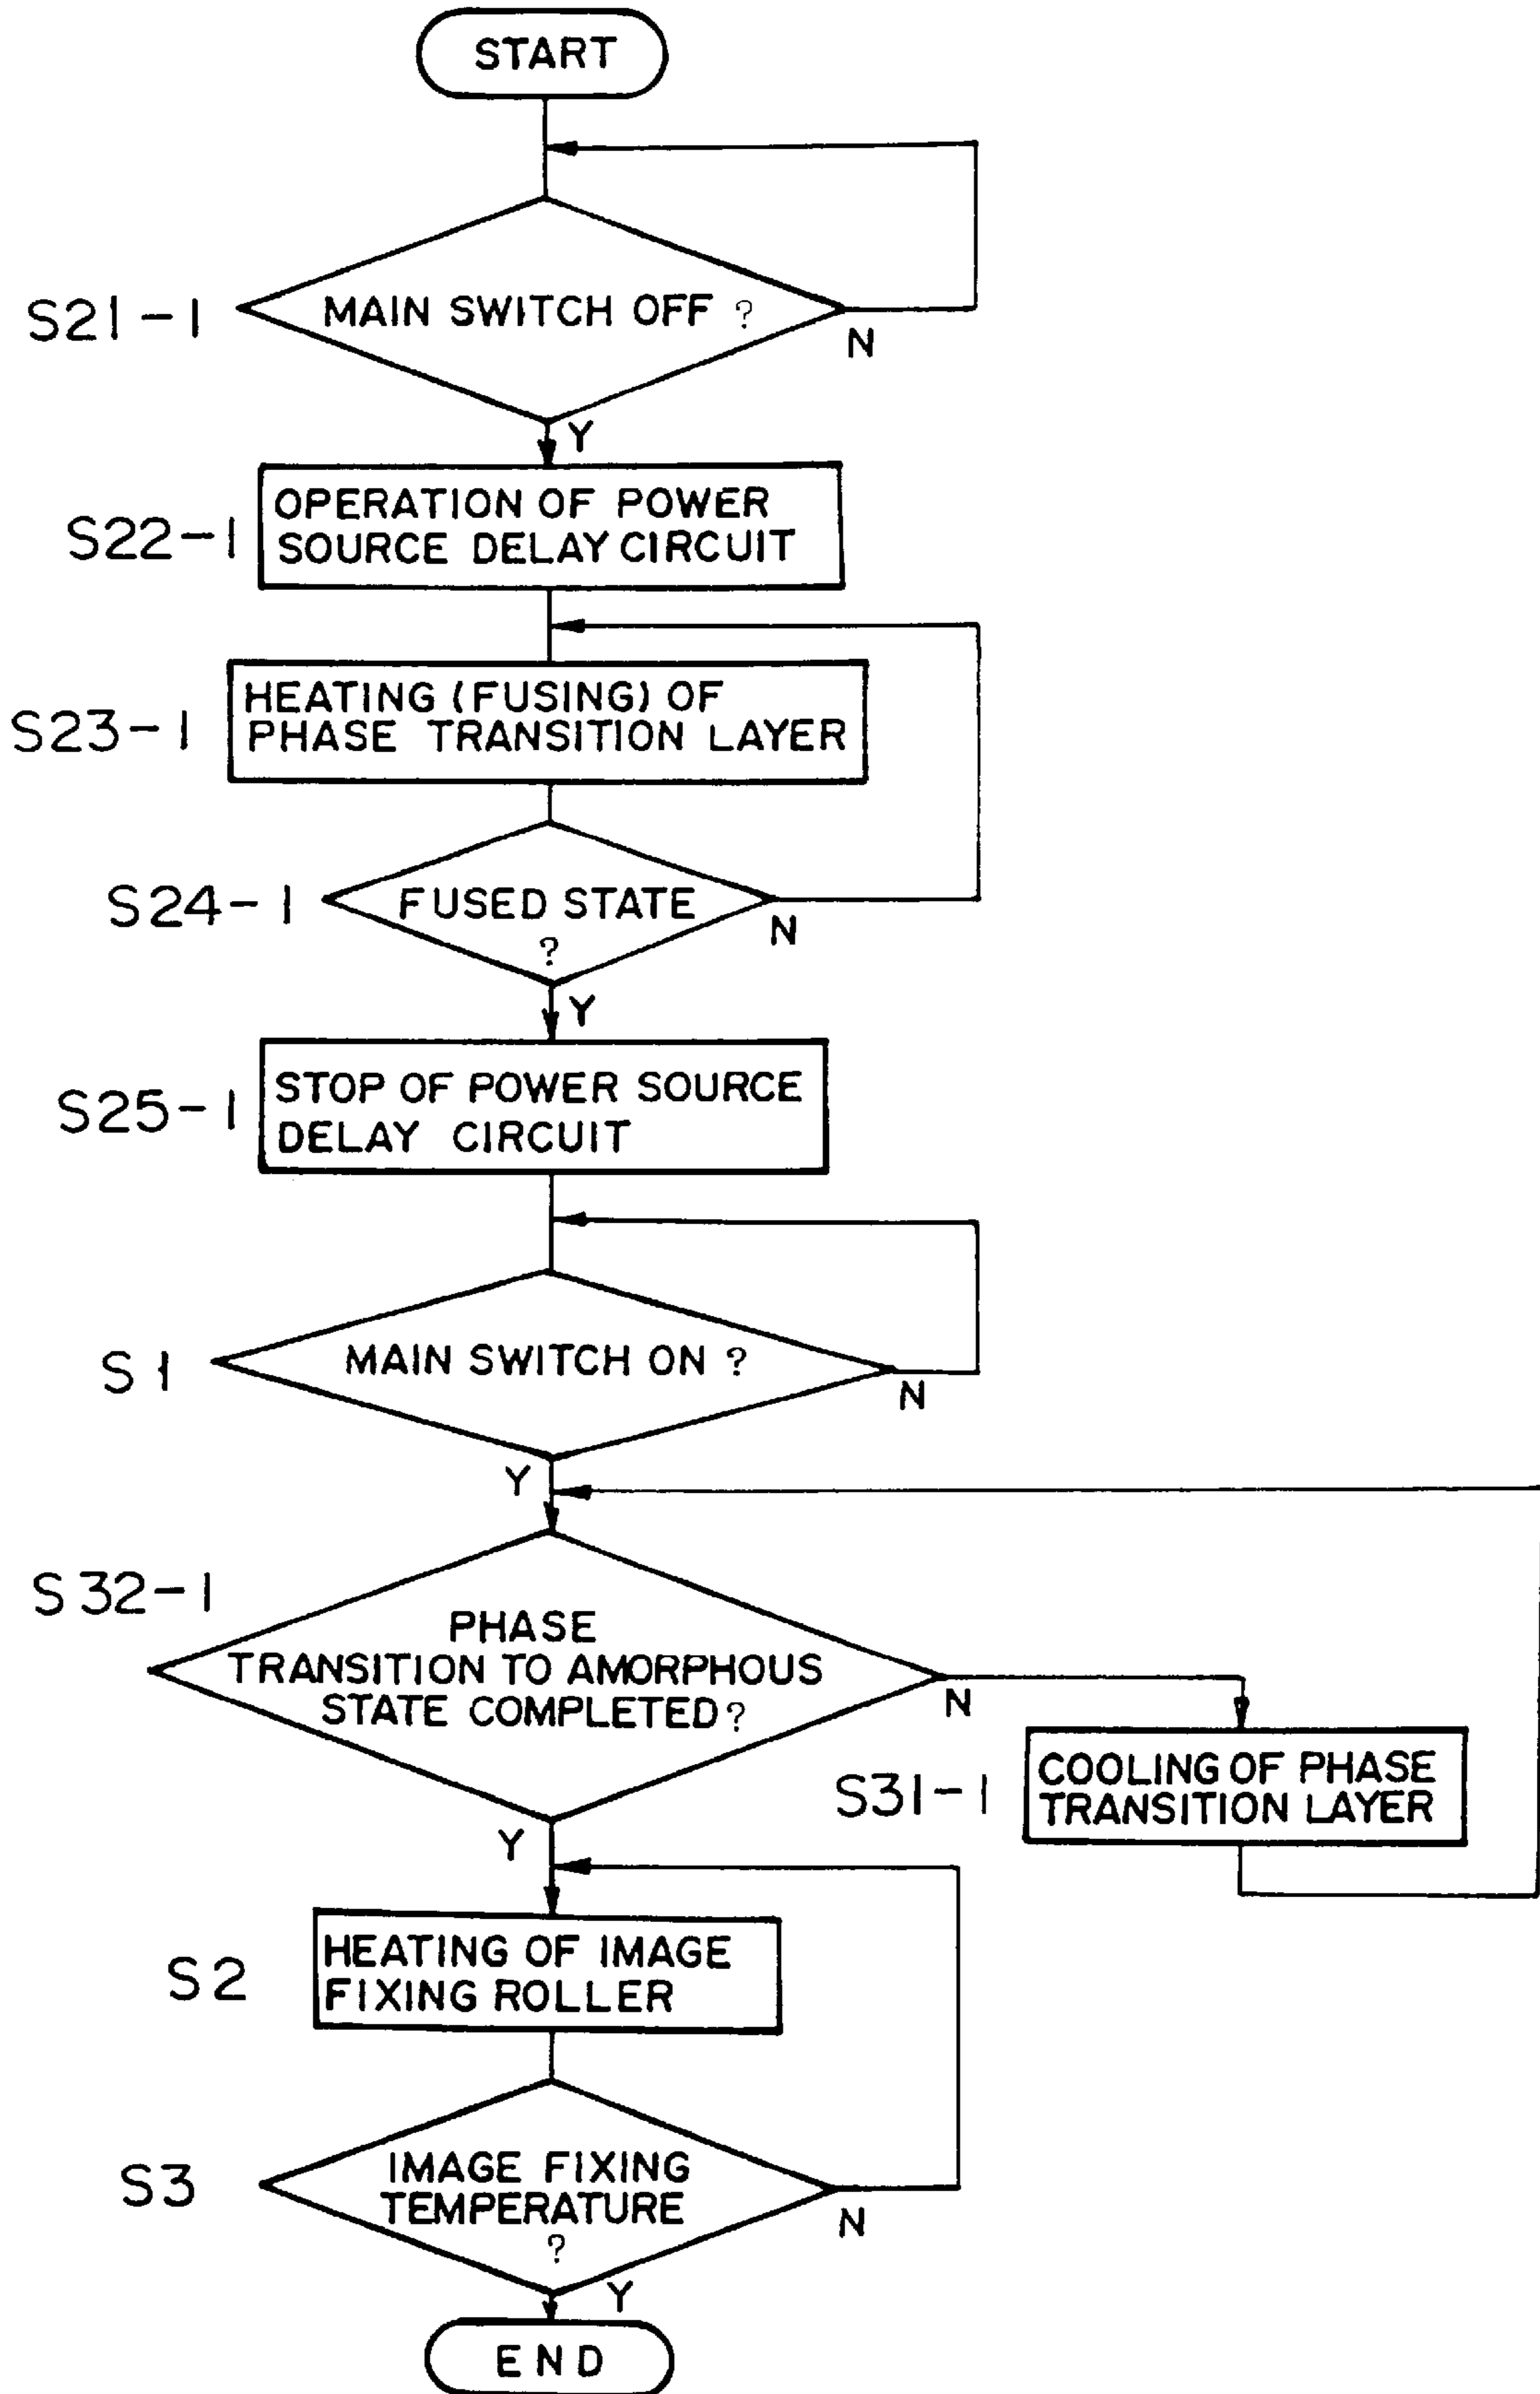 START
S21-1
MAIN SWITCH OFF ?
N
Y
S22-1
OPERATION OF POWER
SOURCE DELAY CIRCUIT
S23-1
HEATING (FUSING) OF
PHASE TRANSITION LAYER
S24-1
FUSED STATE
?
N
Y
S25-1
STOP OF POWER SOURCE
DELAY CIRCUIT
S1
MAIN SWITCH ON ?
N
Y
S32-1
PHASE
TRANSITION TO AMORPHOUS
STATE COMPLETED?
N
S31-1
COOLING OF PHASE
TRANSITION LAYER
Y
S2
HEATING OF IMAGE
FIXING ROLLER
S3
IMAGE FIXING
TEMPERATURE
?
N
Y
END